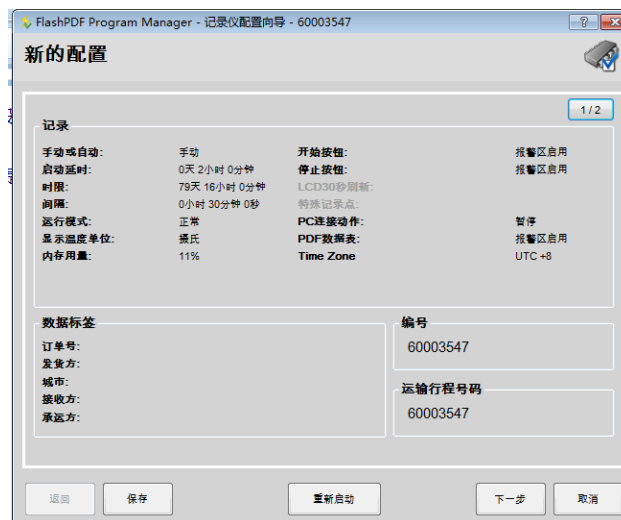 FlashPDF Program Manager - 记录仪配置向导 - 60003547
新的配置
1/2
记录
手动或自动: 手动 开始按钮: 报警区启用
启动延时: 0天 2小时 0分钟 停止按钮: 报警区启用
时限: 79天 16小时 0分钟 LCD30秒刷新:
间隔: 0小时 30分钟 0秒 特殊记录点:
运行模式: 正常 PC连接动作: 暂停
显示温度单位: 摄氏 PDF数据表: 报警区启用
内存用量: 11% Time Zone UTC +8
数据标签
订单号:
发货方:
城市:
接收方:
承运方:
编号
60003547
运输行程号码
60003547
返回 保存 重新启动 下一步 取消